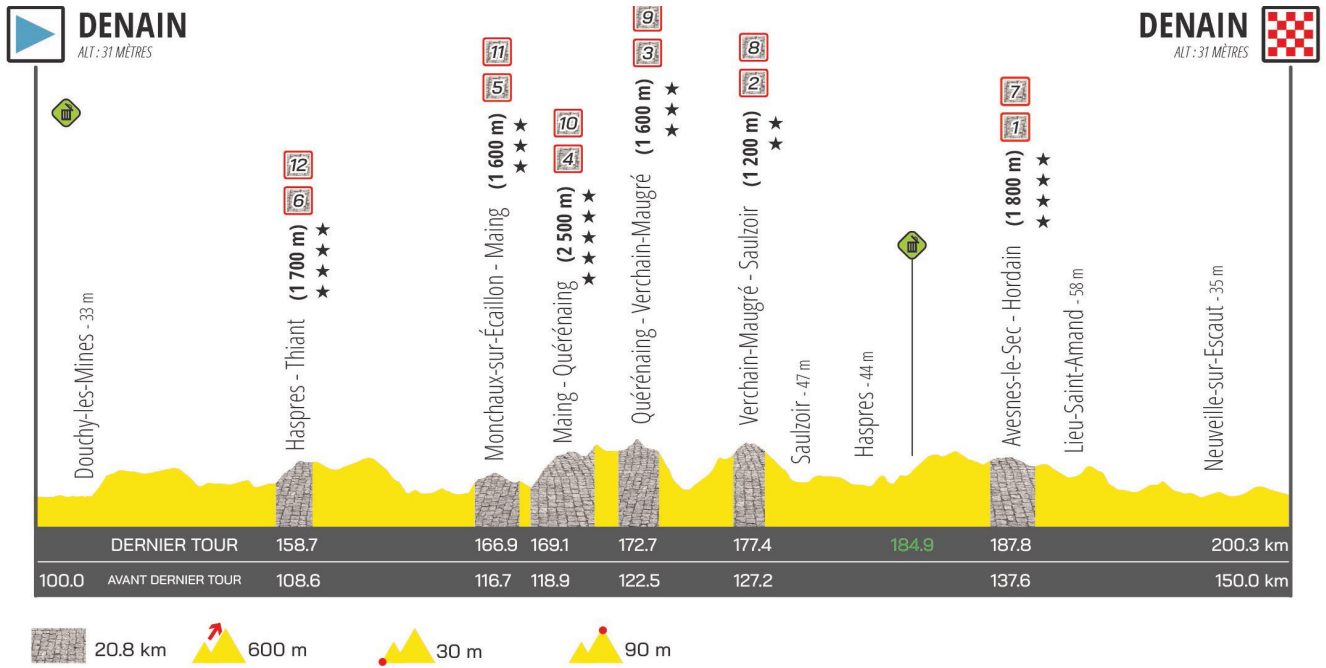 DENAIN
ALT : 31 MÈTRES
DENAIN
ALT : 31 MÈTRES
Douchy-les-Mines - 33 m
12
6
Haspres - Thiant (1 700 m) ★★★★
11
5
Monchaux-sur-Écaillon - Maing (1 600 m) ★★★
10
4
Maing - Quérénaing (2 500 m) ★★★★★
9
3
Quérénaing - Verchain-Maugré (1 600 m) ★★★
8
2
Verchain-Maugré - Saulzoir (1 200 m) ★★
Saulzoir - 47 m
Haspres - 44 m
7
1
Avesnes-le-Sec - Hordain (1 800 m) ★★★★
Lieu-Saint-Amand - 58 m
Neuville-sur-Escaut - 35 m
DERNIER TOUR 158.7 166.9 169.1 172.7 177.4 184.9 187.8 200.3 km
100.0 AVANT DERNIER TOUR 108.6 116.7 118.9 122.5 127.2 137.6 150.0 km
20.8 km 600 m 30 m 90 m